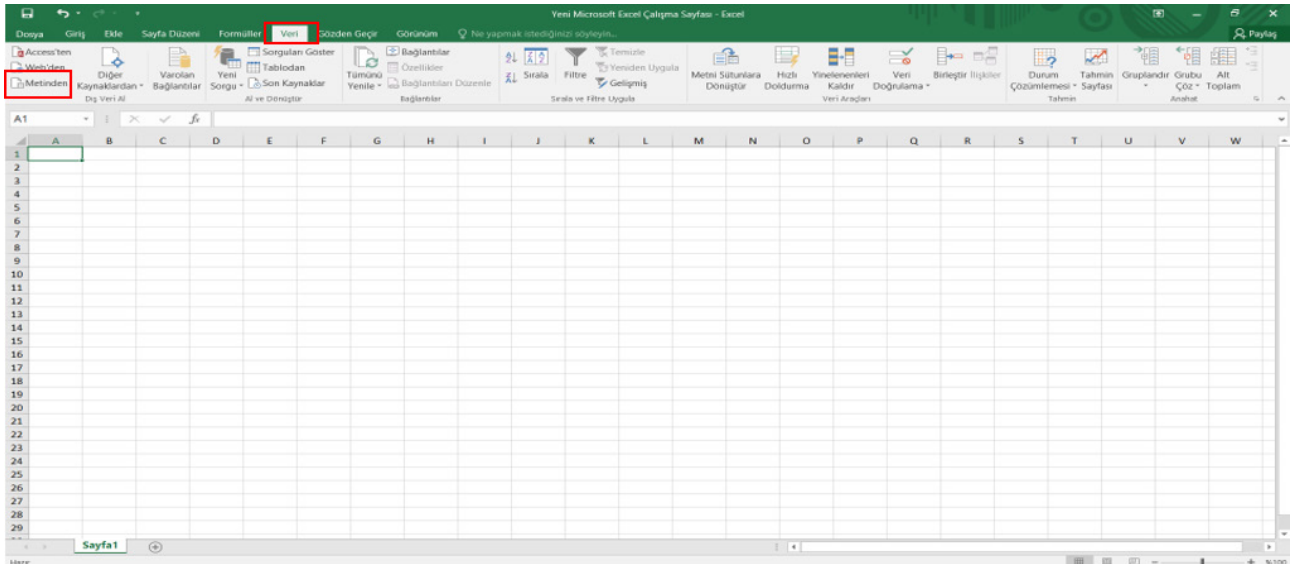 Yeni Microsoft Excel Çalışma Sayfası - Excel
Dosya Giriş Ekle Sayfa Düzeni Formüller Veri Gözden Geçir Görünüm Ne yapmak istediğinizi söyleyin... Paylaş
Access'ten
Web'den
Metinden
Diğer Kaynaklardan
Varolan Bağlantılar
Dış Veri Al
Yeni Sorgu
Sorguları Göster
Tablodan
Son Kaynaklar
Al ve Dönüştür
Tümünü Yenile
Bağlantılar
Özellikler
Bağlantıları Düzenle
Bağlantılar
Sırala
Filtre
Temizle
Yeniden Uygula
Gelişmiş
Sırala ve Filtre Uygula
Metni Sütunlara Dönüştür
Hızlı Doldurma
Yinelenenleri Kaldır
Veri Doğrulama
Birleştir
İlişkiler
Veri Araçları
Durum Çözümlemesi
Tahmin Sayfası
Tahmin
Gruplandır
Grubu Çöz
Alt Toplam
Anahat
A1 fx
A B C D E F G H I J K L M N O P Q R S T U V W
1
2
3
4
5
6
7
8
9
10
11
12
13
14
15
16
17
18
19
20
21
22
23
24
25
26
27
28
29
Sayfa1
%100